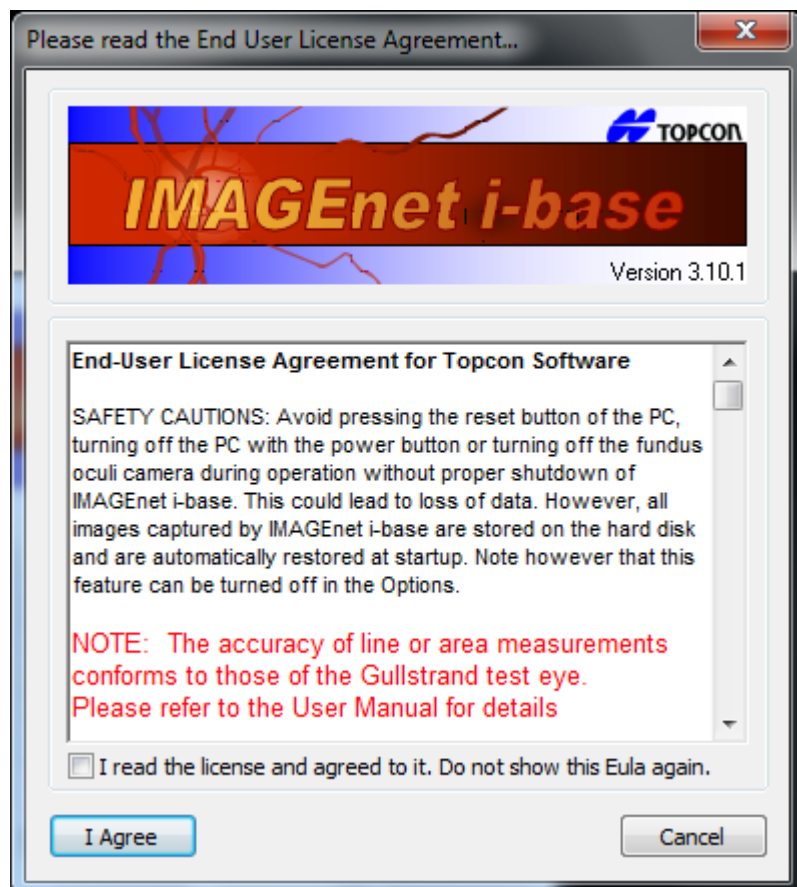 Please read the End User License Agreement...
TOPCON
IMAGEnet i-base
Version 3.10.1
End-User License Agreement for Topcon Software
SAFETY CAUTIONS: Avoid pressing the reset button of the PC,
turning off the PC with the power button or turning off the fundus
oculi camera during operation without proper shutdown of
IMAGEnet i-base. This could lead to loss of data. However, all
images captured by IMAGEnet i-base are stored on the hard disk
and are automatically restored at startup. Note however that this
feature can be turned off in the Options.
NOTE: The accuracy of line or area measurements
conforms to those of the Gullstrand test eye.
Please refer to the User Manual for details
I read the license and agreed to it. Do not show this Eula again.
I Agree
Cancel